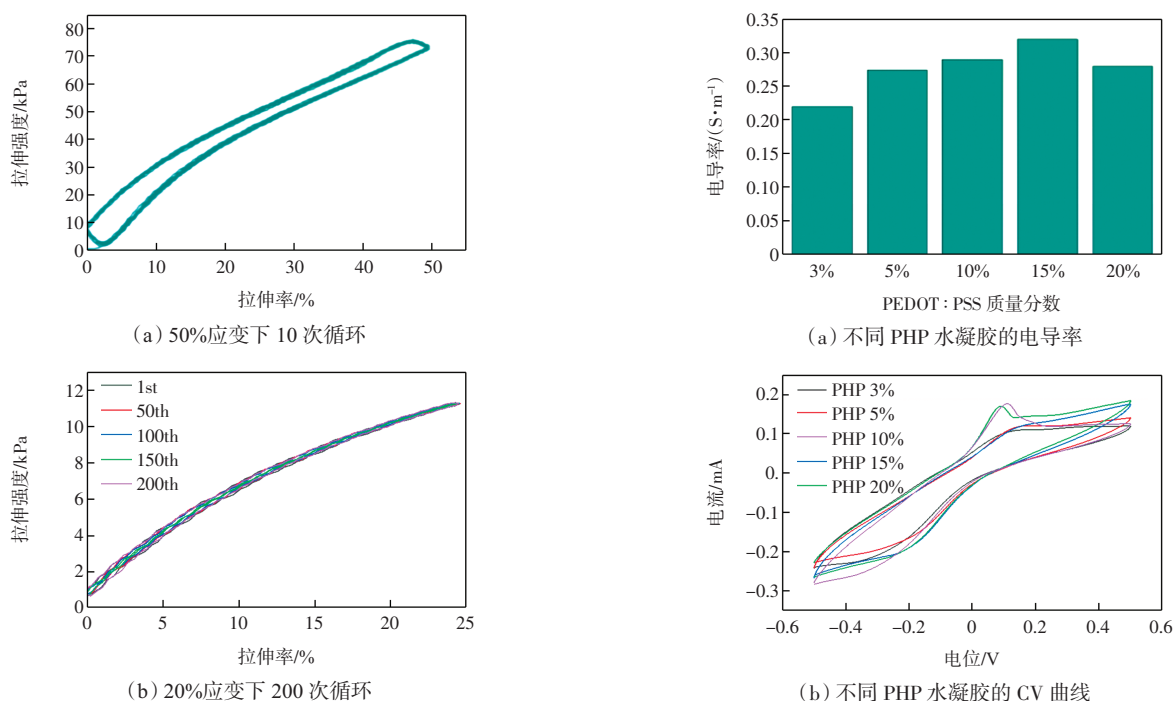 80
70
60
50
40
30
20
10
0
拉伸强度/kPa
0 10 20 30 40 50
拉伸率/%
(a) 50%应变下 10 次循环
12
10
8
6
4
2
0
拉伸强度/kPa
1st
50th
100th
150th
200th
0 5 10 15 20 25
拉伸率/%
(b) 20%应变下 200 次循环
0.35
0.30
0.25
0.20
0.15
0.10
0.05
0
电导率/(S·m⁻¹)
3% 5% 10% 15% 20%
PEDOT：PSS 质量分数
(a) 不同 PHP 水凝胶的电导率
0.2
0.1
0.
−0.1
−0.2
−0.3
电流/mA
PHP 3%
PHP 5%
PHP 10%
PHP 15%
PHP 20%
−0.6 −0.4 −0.2 0 0.2 0.4 0.6
电位/V
(b) 不同 PHP 水凝胶的 CV 曲线